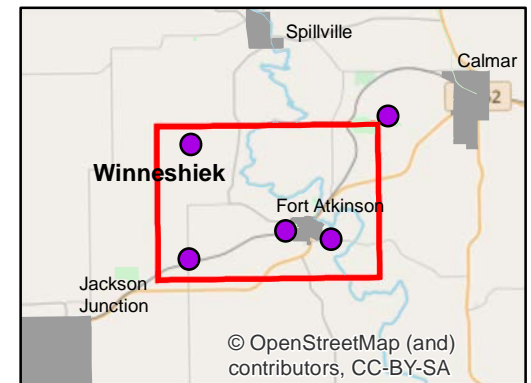 Spillville
Calmar
Winneshiek
Fort Atkinson
Jackson
Junction
© OpenStreetMap (and)
contributors, CC-BY-SA